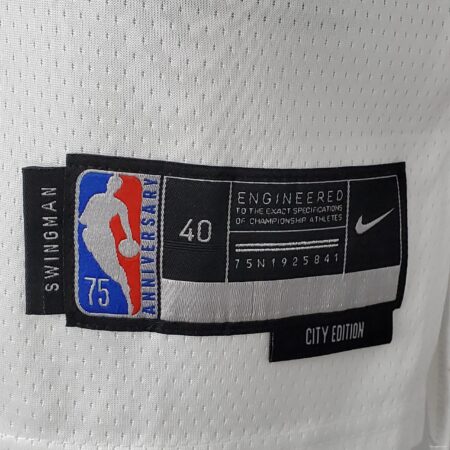 SWINGMAN
75
ANNIVERSARY
40
ENGINEERED
TO THE EXACT SPECIFICATIONS
OF CHAMPIONSHIP ATHLETES
75N1925841
CITY EDITION